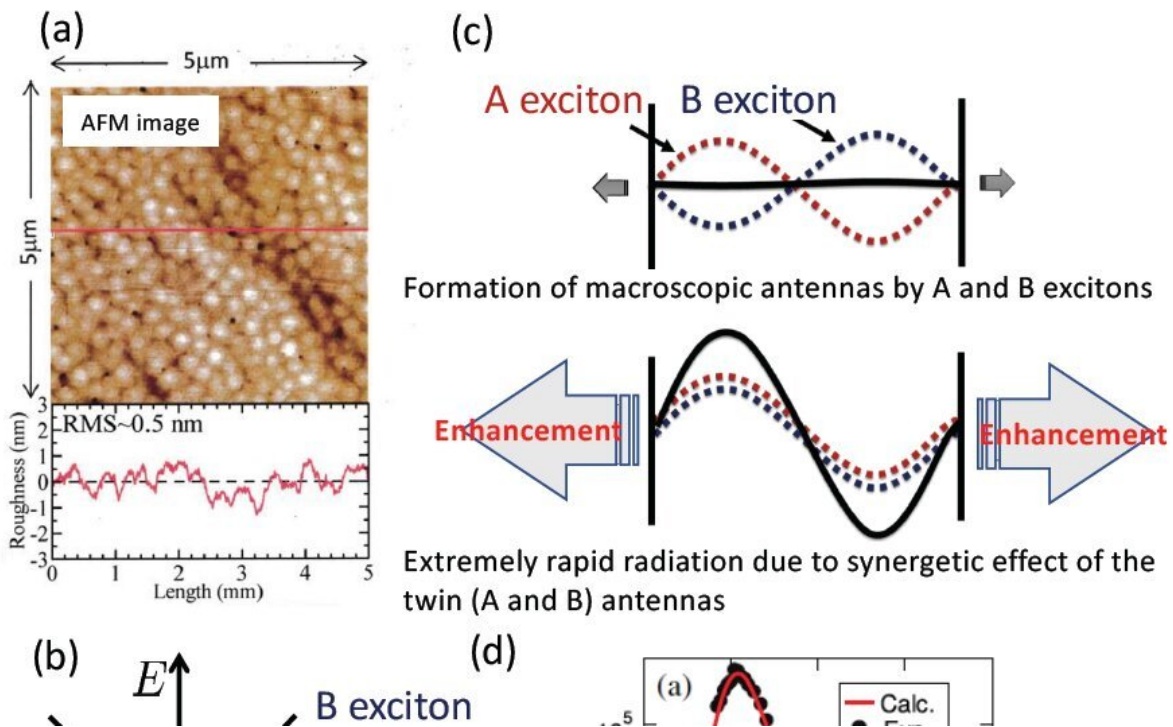 (a)
5μm
5μm
AFM image
3
RMS~0.5 nm
2
1
0
-1
-2
-3
Roughness (nm)
0 1 2 3 4 5
Length (mm)
(c)
A exciton B exciton
Formation of macroscopic antennas by A and B excitons
Enhancement Enhancement
Extremely rapid radiation due to synergetic effect of the
twin (A and B) antennas
(b)
E
B exciton
(d)
(a)
Calc.